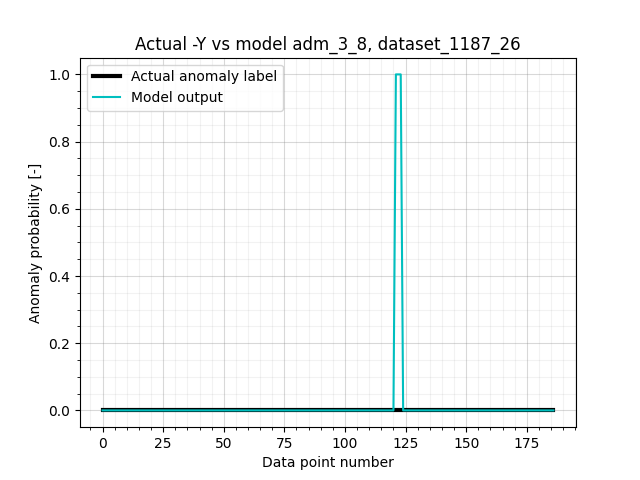 Actual -Y vs model adm_3_8, dataset_1187_26
Actual anomaly label
Model output
Anomaly probability [-]
1.0
0.8
0.6
0.4
0.2
0.0
0 25 50 75 100 125 150 175
Data point number